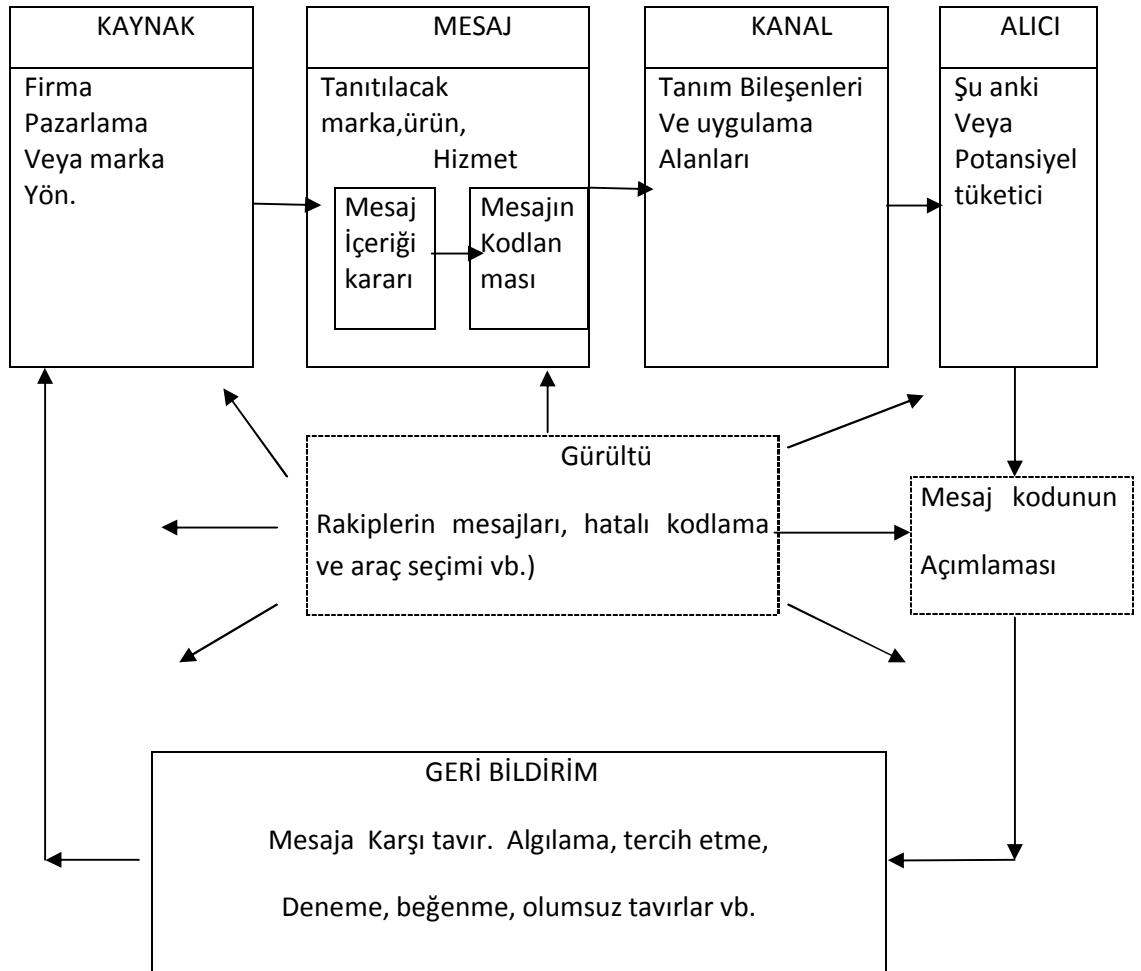 KAYNAK
Firma
Pazarlama
Veya marka
Yön.
MESAJ
Tanıtılacak
marka,ürün,
Hizmet
Mesaj
İçeriği
kararı
Mesajın
Kodlan
ması
KANAL
Tanım Bileşenleri
Ve uygulama
Alanları
ALICI
Şu anki
Veya
Potansiyel
tüketici
Gürültü
Rakiplerin mesajları, hatalı kodlama
ve araç seçimi vb.)
Mesaj kodunun
Açımlaması
GERİ BİLDİRİM
Mesaja Karşı tavır. Algılama, tercih etme,
Deneme, beğenme, olumsuz tavırlar vb.